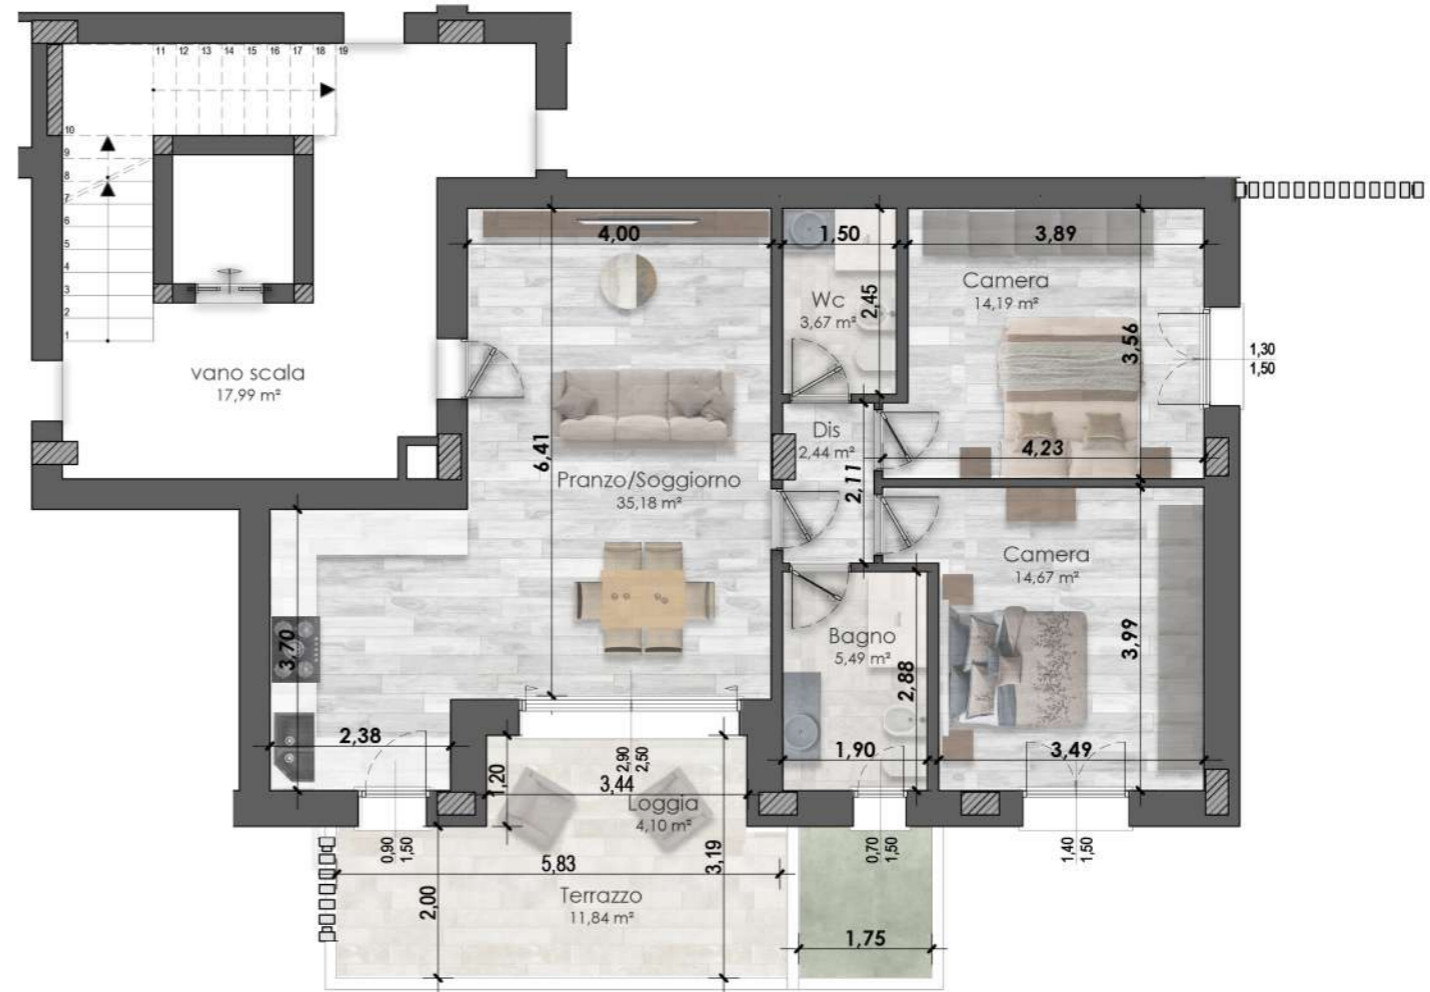 11 12 13 14 15 16 17 18 19
10
9
8
7
6
5
4
3
2
1
vano scala
17,99 m²
4,00
6,41
Pranzo/Soggiorno
35,18 m²
3,70
2,38
1,50
Wc
3,67 m²
2,45
3,89
Camera
14,19 m²
3,56
1,30
1,50
4,23
Dis
2,44 m²
2,11
Camera
14,67 m²
3,99
3,49
Bagno
5,49 m²
2,88
1,90
2,90
2,50
1,20
3,44
Loggia
4,10 m²
0,90
1,50
0,70
1,50
1,40
1,50
5,83
3,19
2,00
Terrazzo
11,84 m²
1,75